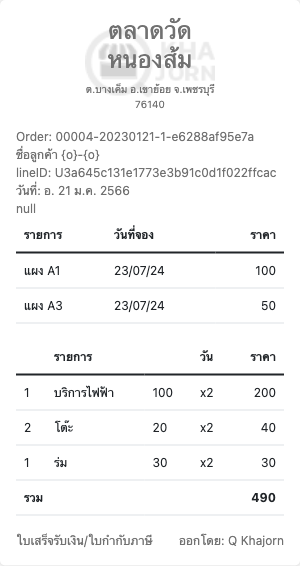 ตลาดวัด
หนองส้ม
ต.บางเค็ม อ.เขาย้อย จ.เพชรบุรี
76140
KHAJORN
Order: 00004-20230121-1-e6288af95e7a
ชื่อลูกค้า {o}-{o}
lineID: U3a645c131e1773e3b91c0d1f022ffcac
วันที่: อ. 21 ม.ค. 2566
null
รายการ วันที่จอง ราคา
แผง A1 23/07/24 100
แผง A3 23/07/24 50
รายการ วัน ราคา
1 บริการไฟฟ้า 100 x2 200
2 โต๊ะ 20 x2 40
1 ร่ม 30 x2 30
รวม 490
ใบเสร็จรับเงิน/ใบกำกับภาษี ออกโดย: Q Khajorn